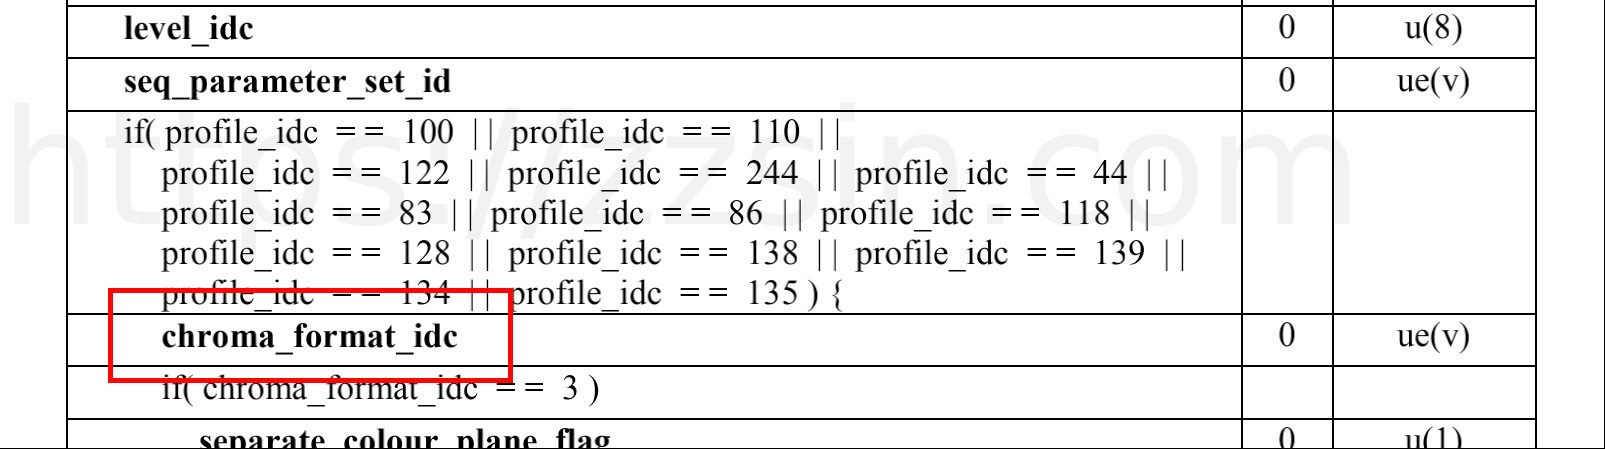 level_idc 0 u(8)
seq_parameter_set_id 0 ue(v)
if( profile_idc = = 100 | | profile_idc = = 110 | |
profile_idc = = 122 | | profile_idc = = 244 | | profile_idc = = 44 | |
profile_idc = = 83 | | profile_idc = = 86 | | profile_idc = = 118 | |
profile_idc = = 128 | | profile_idc = = 138 | | profile_idc = = 139 | |
profile_idc = = 134 | | profile_idc = = 135 ) {
chroma_format_idc 0 ue(v)
if( chroma_format_idc = = 3 )
separate_colour_plane_flag 0 u(1)
https://zzsin.com